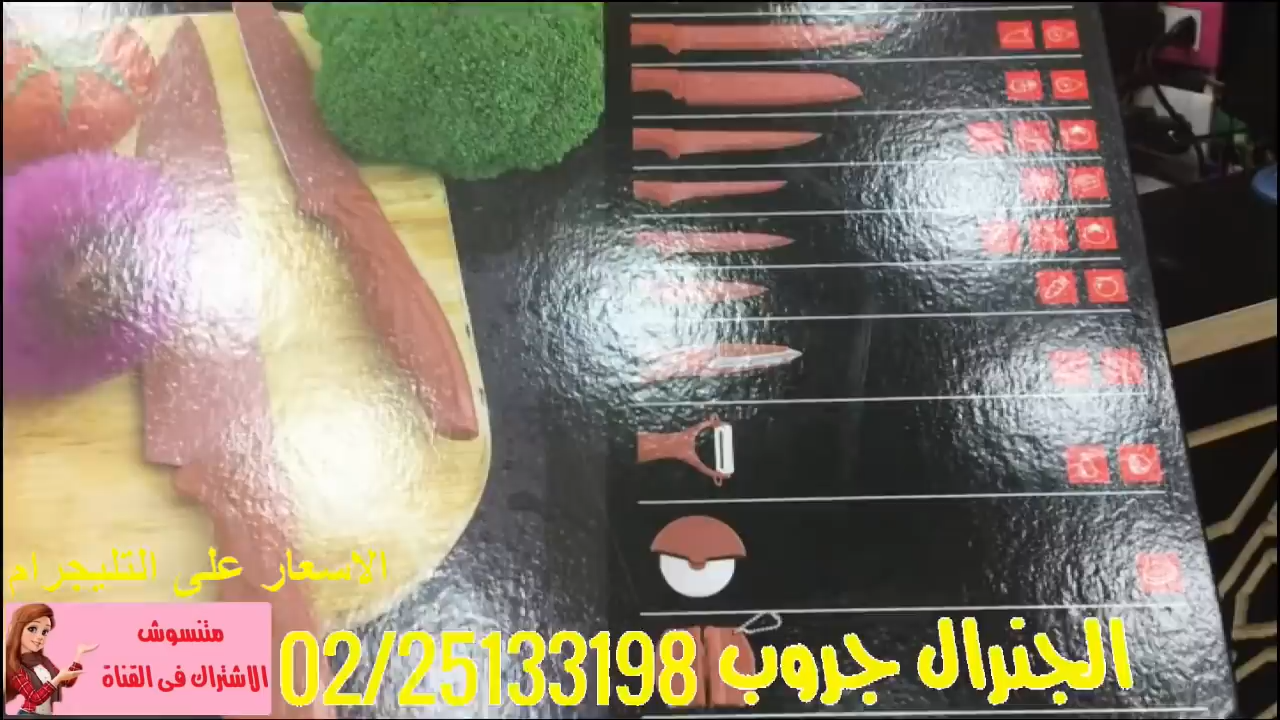 الاسعار على التليجرام
متنسوش
الاشتراك فى القناة
02/25133198 الجنرال جروب